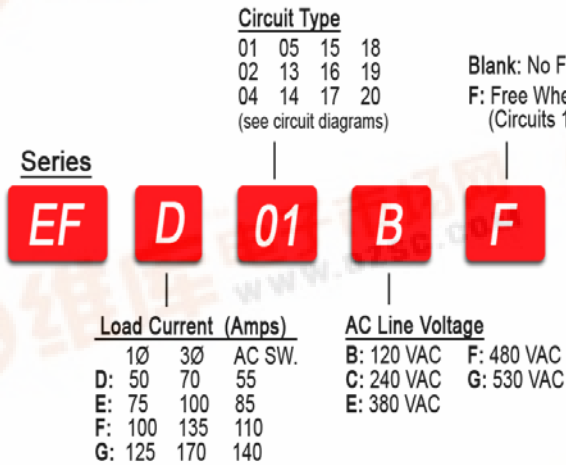 Circuit Type
01 05 15 18
02 13 16 19
04 14 17 20
(see circuit diagrams)
Blank: No
F: Free
(Circuits
Series
EF D 01 B F
Load Current (Amps)
1Ø 3Ø AC SW.
D: 50 70 55
E: 75 100 85
F: 100 135 110
G: 125 170 140
AC Line Voltage
B: 120 VAC F: 480 VAC
C: 240 VAC G: 530 VAC
E: 380 VAC